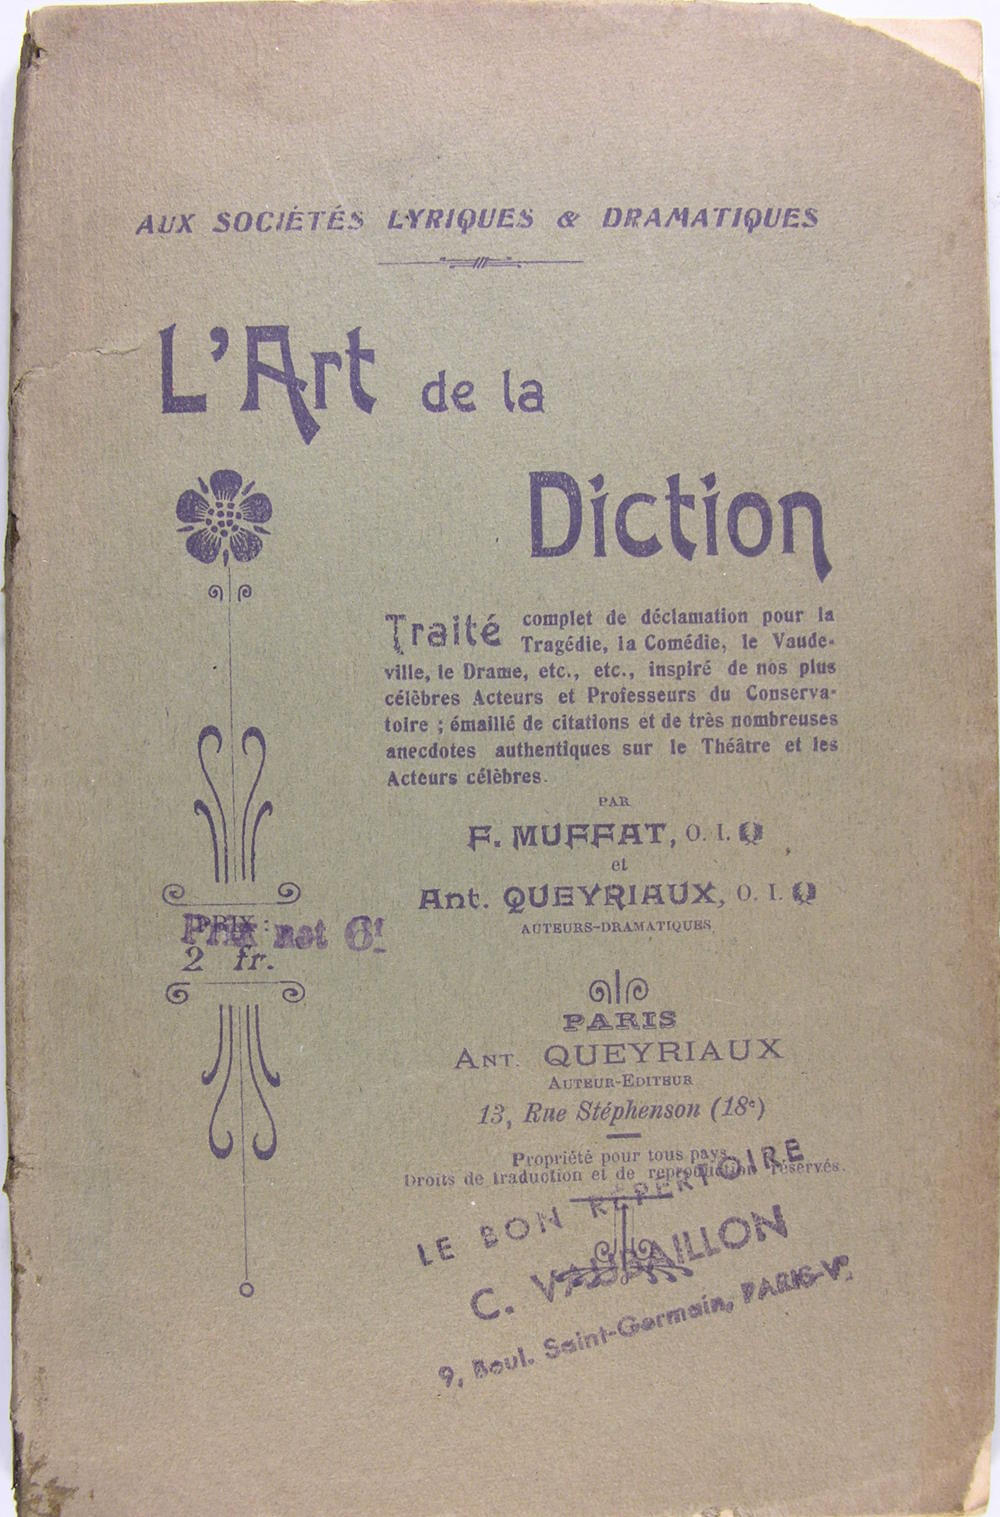 AUX SOCIÉTÉS LYRIQUES & DRAMATIQUES
L'Art de la
Diction
Traité complet de déclamation pour la
Tragédie, la Comédie, le Vaude-
ville, le Drame, etc., etc., inspiré de nos plus
célèbres Acteurs et Professeurs du Conserva-
toire ; émaillé de citations et de très nombreuses
anecdotes authentiques sur le Théâtre et les
Acteurs célèbres.
PAR
F. MUFFAT, O. I.
et
Ant. QUEYRIAUX, O. I.
AUTEURS-DRAMATIQUES
PRIX :
2 fr.
Prix net 6f
PARIS
ANT. QUEYRIAUX
AUTEUR-EDITEUR
13, Rue Stéphenson (18e)
Propriété pour tous pays.
Droits de traduction et de reproduction réservés.
LE BON RÉPERTOIRE
C. VAUBAILLON
9, Boul. Saint-Germain, PARIS-Ve